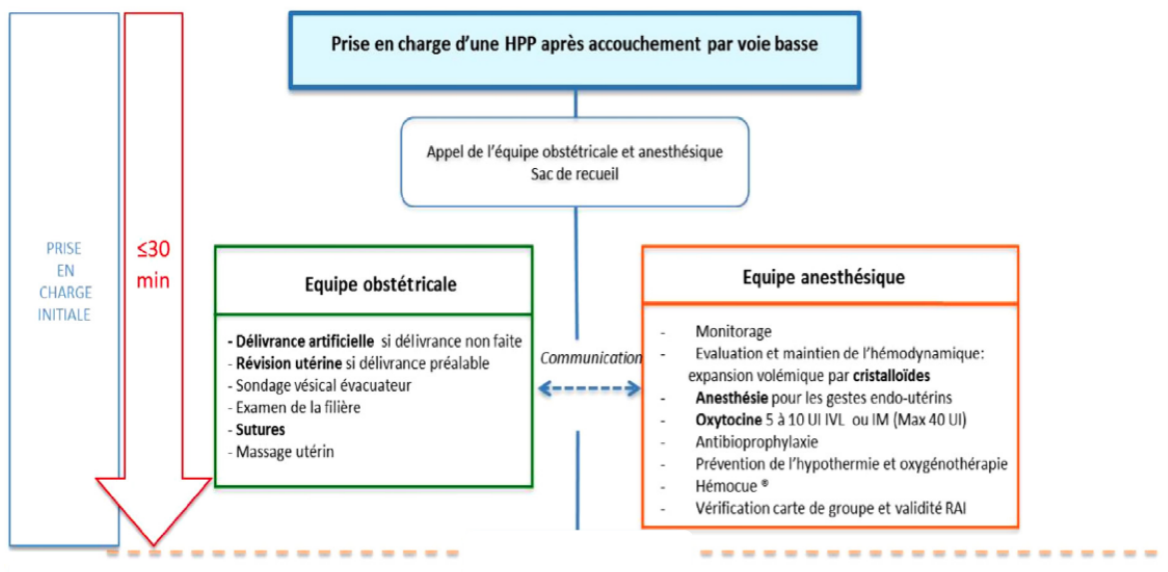 Prise en charge d’une HPP après accouchement par voie basse
Appel de l’équipe obstétricale et anesthésique
Sac de recueil
PRISE
EN
CHARGE
INITIALE
≤30
min
Equipe obstétricale
- Délivrance artificielle si délivrance non faite
- Révision utérine si délivrance préalable
- Sondage vésical évacuateur
- Examen de la filière
- Sutures
- Massage utérin
Communication
Equipe anesthésique
- Monitorage
- Evaluation et maintien de l’hémodynamique:
expansion volémique par cristalloïdes
- Anesthésie pour les gestes endo-utérins
- Oxytocine 5 à 10 UI IVL ou IM (Max 40 UI)
- Antibioprophylaxie
- Prévention de l’hypothermie et oxygénothérapie
- Hémocue ®
- Vérification carte de groupe et validité RAI